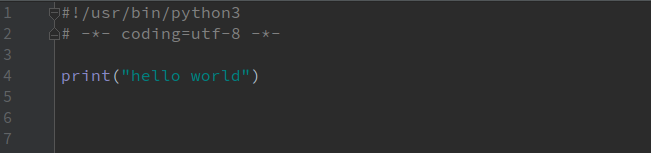 1 #!/usr/bin/python3
2 # -*- coding=utf-8 -*-
3
4 print("hello world")
5
6
7